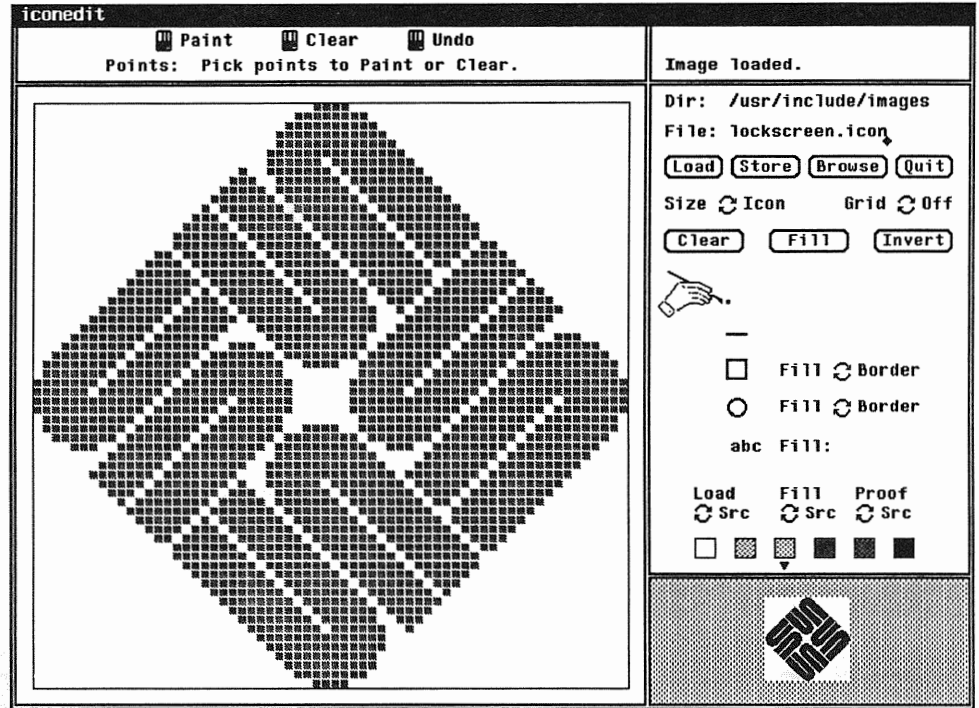 iconedit
Paint Clear Undo
Points: Pick points to Paint or Clear.
Image loaded.
Dir: /usr/include/images
File: lockscreen.icon
Load Store Browse Quit
Size Icon Grid Off
Clear Fill Invert
Fill Border
Fill Border
abc Fill:
Load Fill Proof
Src Src Src